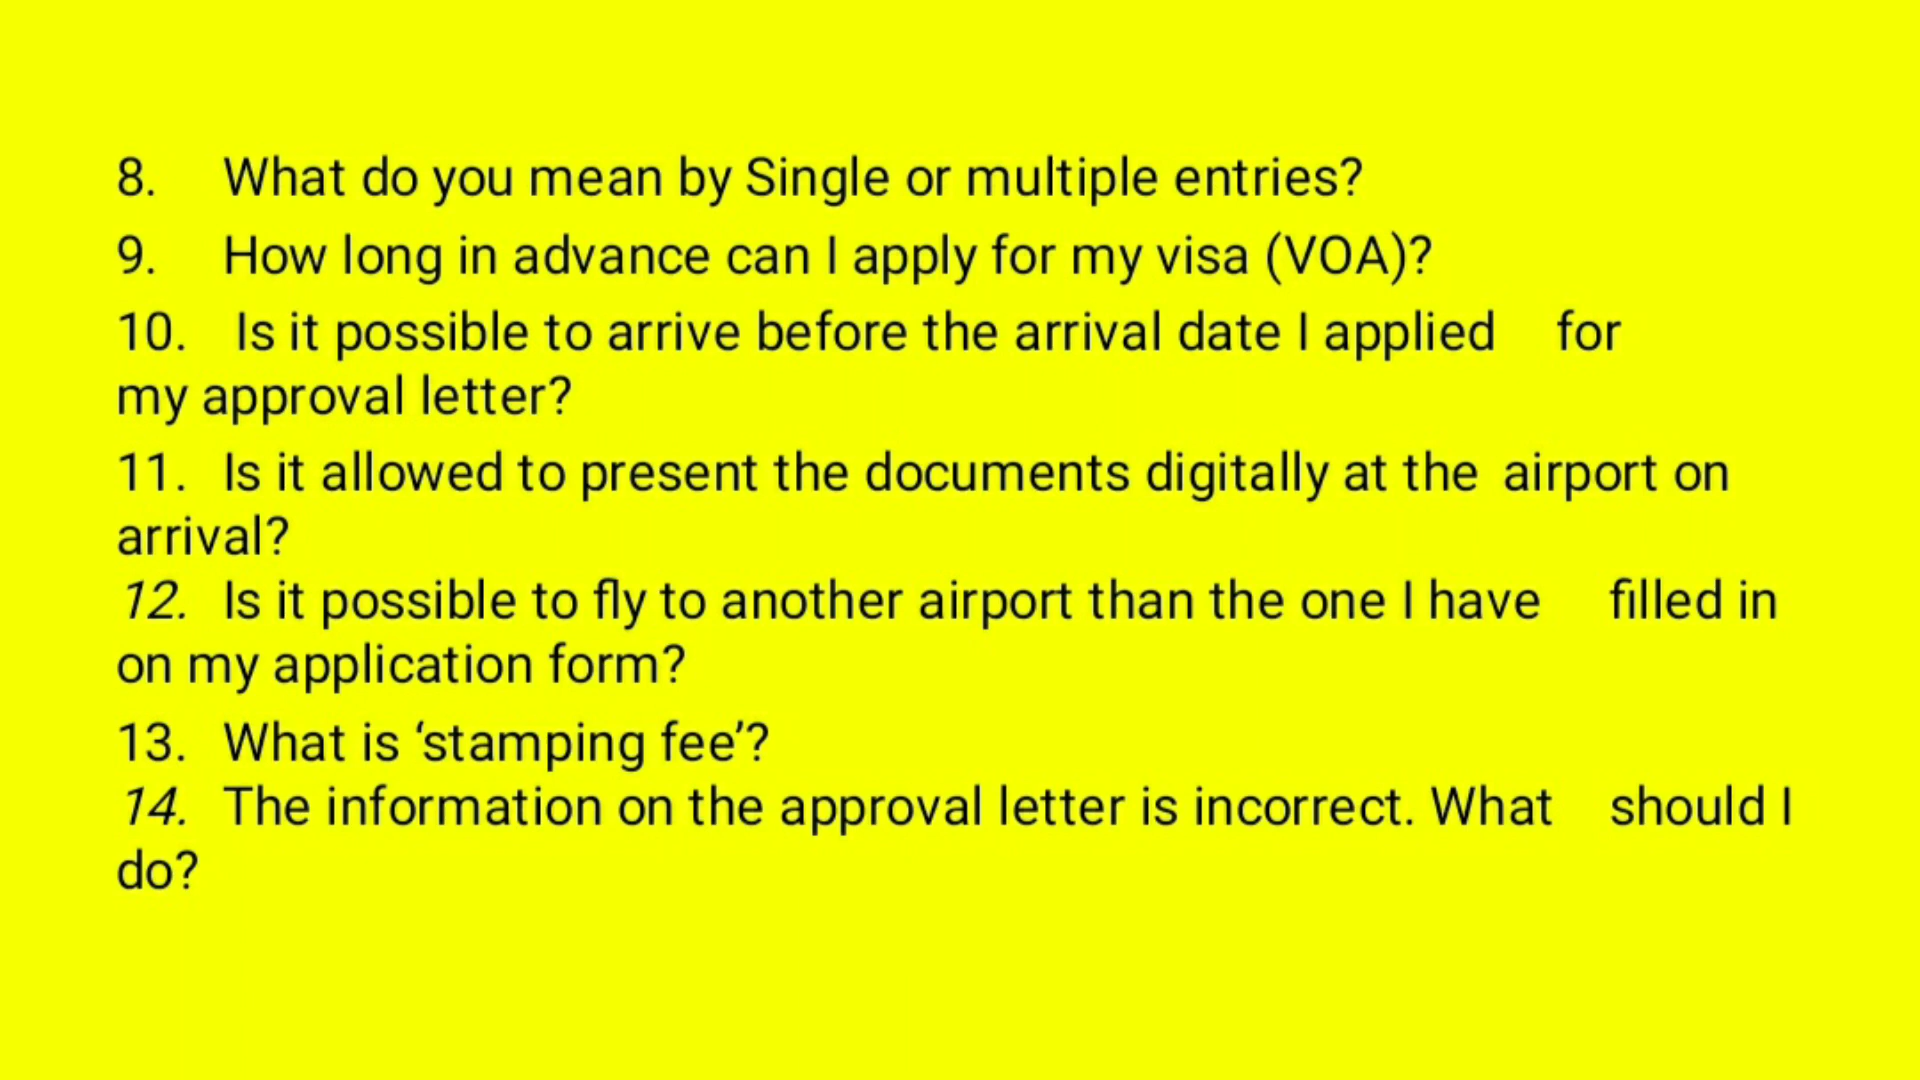 8. What do you mean by Single or multiple entries?
9. How long in advance can I apply for my visa (VOA)?
10. Is it possible to arrive before the arrival date I applied for
my approval letter?
11. Is it allowed to present the documents digitally at the airport on
arrival?
12. Is it possible to fly to another airport than the one I have filled in
on my application form?
13. What is ‘stamping fee’?
14. The information on the approval letter is incorrect. What should I
do?